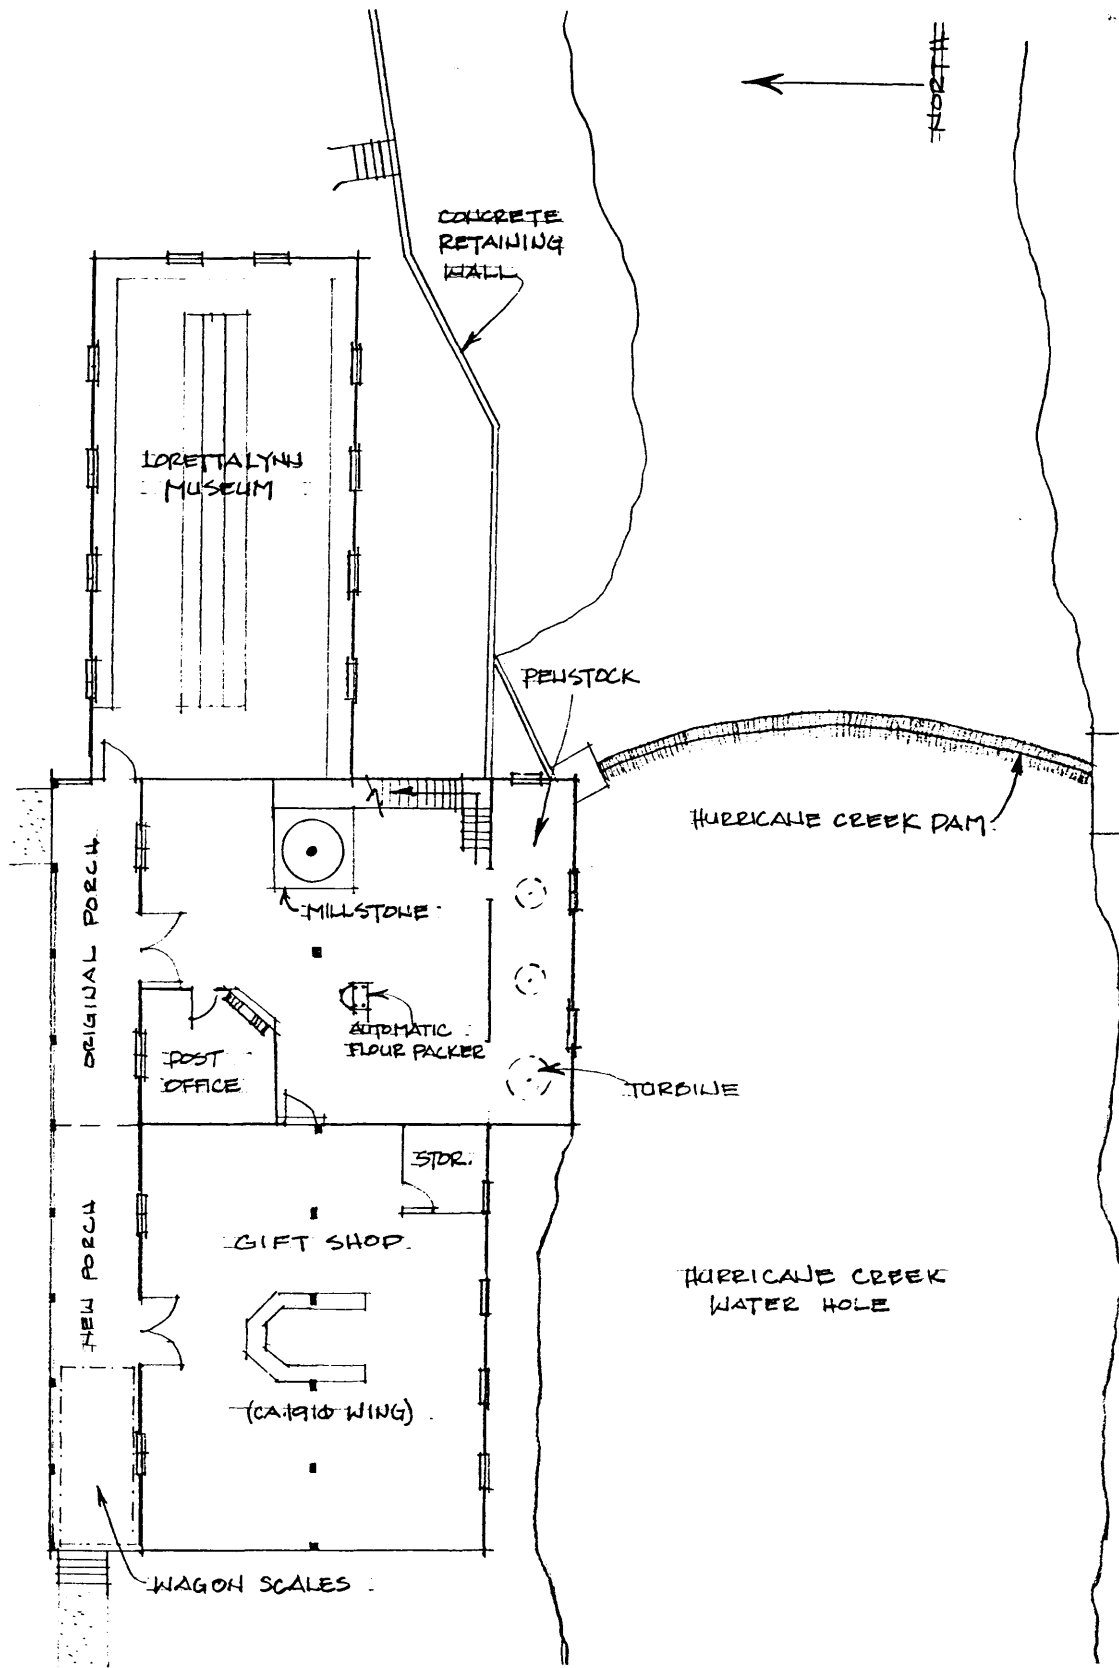 NORTH
CONCRETE
RETAINING
WALL
LORETTA LYNN
MUSEUM
PENSTOCK
HURRICANE CREEK DAM.
ORIGINAL PORCH
MILLSTONE
AUTOMATIC
FLOUR PACKER
POST
OFFICE
TURBINE
STOR.
NEW PORCH
GIFT SHOP
HURRICANE CREEK
WATER HOLE
(CA.1910 WING)
WAGON SCALES